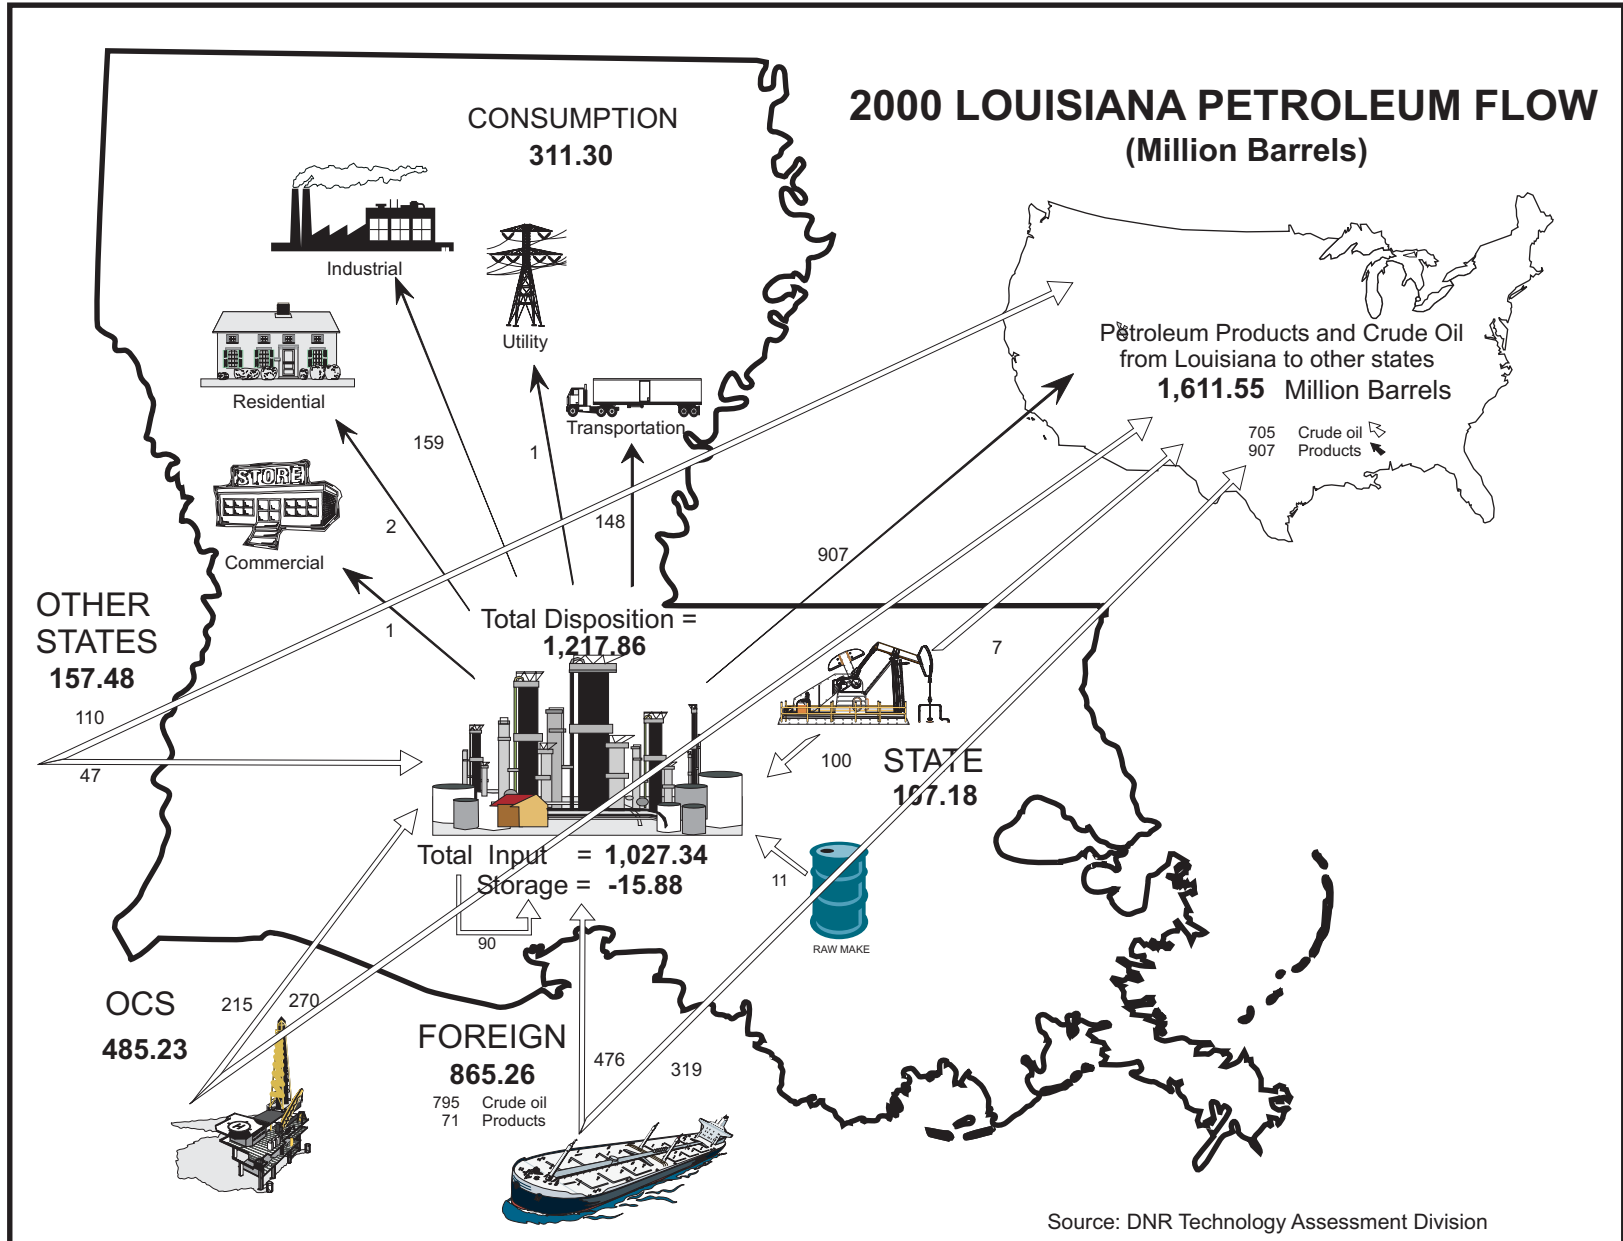 2000 LOUISIANA PETROLEUM FLOW
(Million Barrels)
CONSUMPTION
311.30
Industrial
Utility
Residential
Transportation
STORE
Commercial
159
1
2
148
1
907
Petroleum Products and Crude Oil
from Louisiana to other states
1,611.55 Million Barrels
705 Crude oil
907 Products
OTHER
STATES
157.48
110
47
Total Disposition =
1,217.86
7
100
STATE
107.18
Total Input = 1,027.34
Storage = -15.88
90
11
RAW MAKE
OCS
485.23
215
270
FOREIGN
865.26
795 Crude oil
71 Products
476
319
Source: DNR Technology Assessment Division